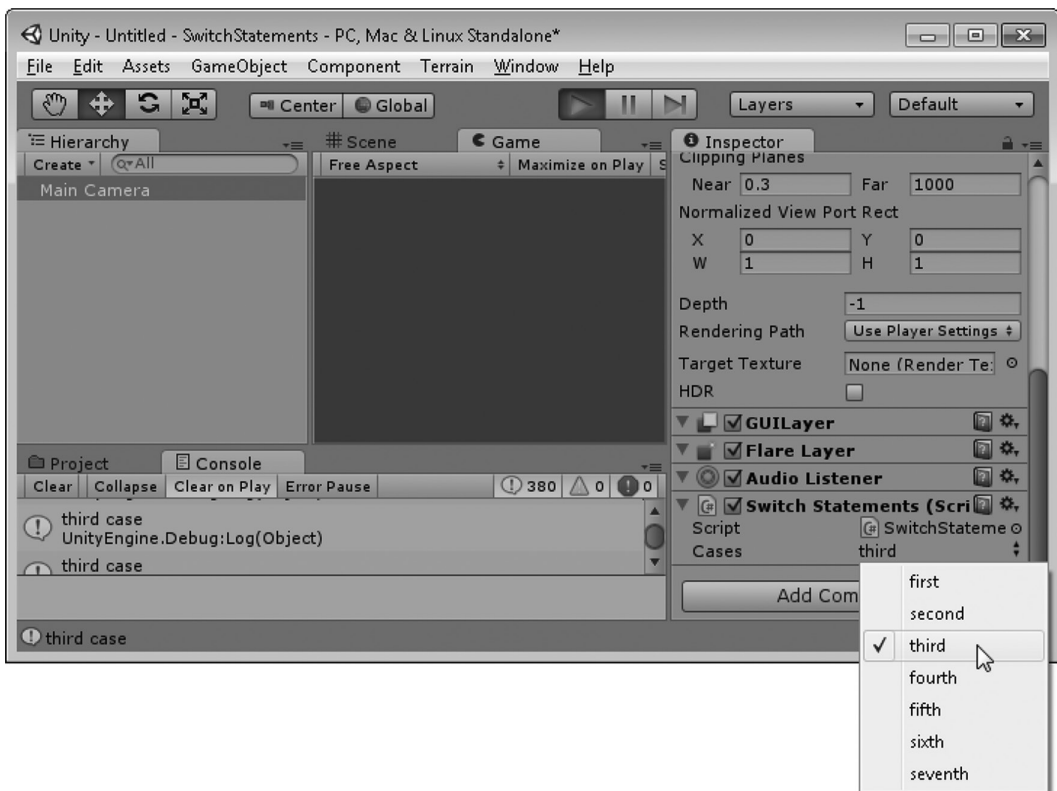 Unity - Untitled - SwitchStatements - PC, Mac & Linux Standalone*
File Edit Assets GameObject Component Terrain Window Help
Center Global Layers Default
Hierarchy
Create All
Main Camera
Scene Game
Free Aspect Maximize on Play S
Inspector
Clipping Planes
Near 0.3 Far 1000
Normalized View Port Rect
X 0 Y 0
W 1 H 1
Depth -1
Rendering Path Use Player Settings
Target Texture None (Render Te:
HDR
GUILayer
Flare Layer
Audio Listener
Switch Statements (Scri
Script SwitchStateme
Cases third
Add Com
first
second
third
fourth
fifth
sixth
seventh
Project Console
Clear Collapse Clear on Play Error Pause 380 0 0
third case
UnityEngine.Debug:Log(Object)
third case
third case